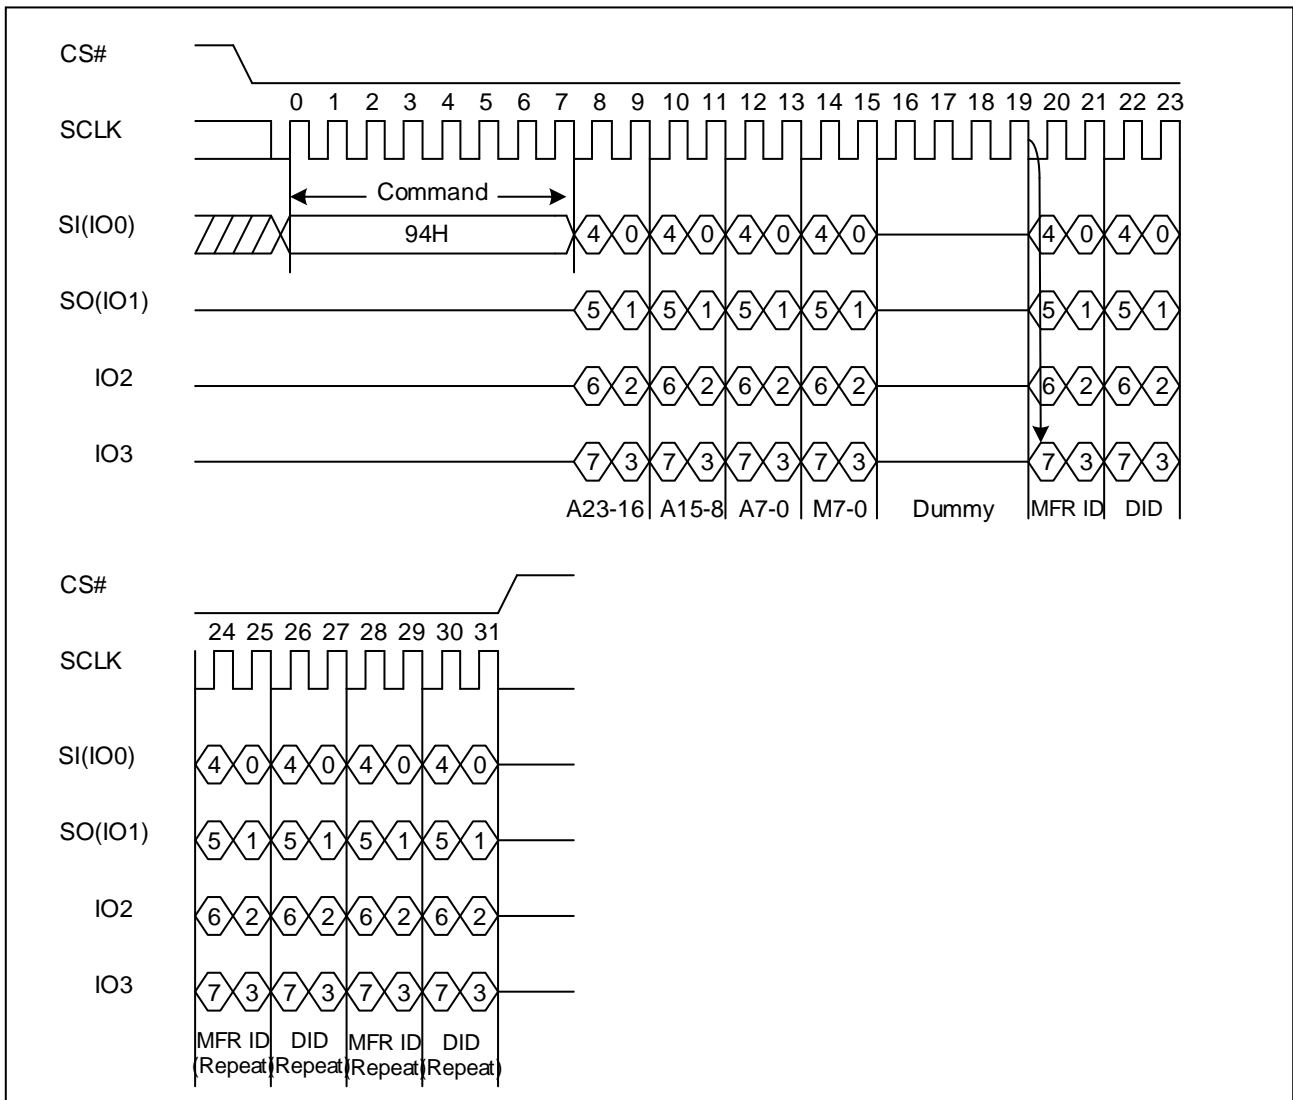 CS#
0 1 2 3 4 5 6 7 8 9 10 11 12 13 14 15 16 17 18 19 20 21 22 23
SCLK
Command
SI(IO0)
94H
4 0 4 0 4 0 4 0 4 0 4 0
SO(IO1)
5 1 5 1 5 1 5 1 5 1 5 1
IO2
6 2 6 2 6 2 6 2 6 2 6 2
IO3
7 3 7 3 7 3 7 3 7 3 7 3
A23-16 A15-8 A7-0 M7-0 Dummy MFR ID DID
CS#
24 25 26 27 28 29 30 31
SCLK
SI(IO0)
4 0 4 0 4 0 4 0
SO(IO1)
5 1 5 1 5 1 5 1
IO2
6 2 6 2 6 2 6 2
IO3
7 3 7 3 7 3 7 3
MFR ID DID MFR ID DID
(Repeat) (Repeat) (Repeat) (Repeat)